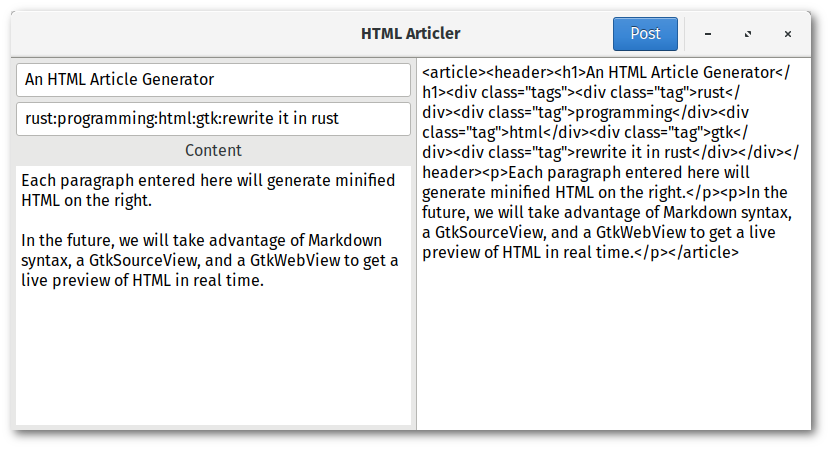 HTML Articler
Post
An HTML Article Generator
rust:programming:html:gtk:rewrite it in rust
Content
Each paragraph entered here will generate minified
HTML on the right.
In the future, we will take advantage of Markdown
syntax, a GtkSourceView, and a GtkWebView to get a
live preview of HTML in real time.
<article><header><h1>An HTML Article Generator</
h1><div class="tags"><div class="tag">rust</
div><div class="tag">programming</div><div
class="tag">html</div><div class="tag">gtk</
div><div class="tag">rewrite it in rust</div></div></
header><p>Each paragraph entered here will
generate minified HTML on the right.</p><p>In the
future, we will take advantage of Markdown syntax,
a GtkSourceView, and a GtkWebView to get a live
preview of HTML in real time.</p></article>